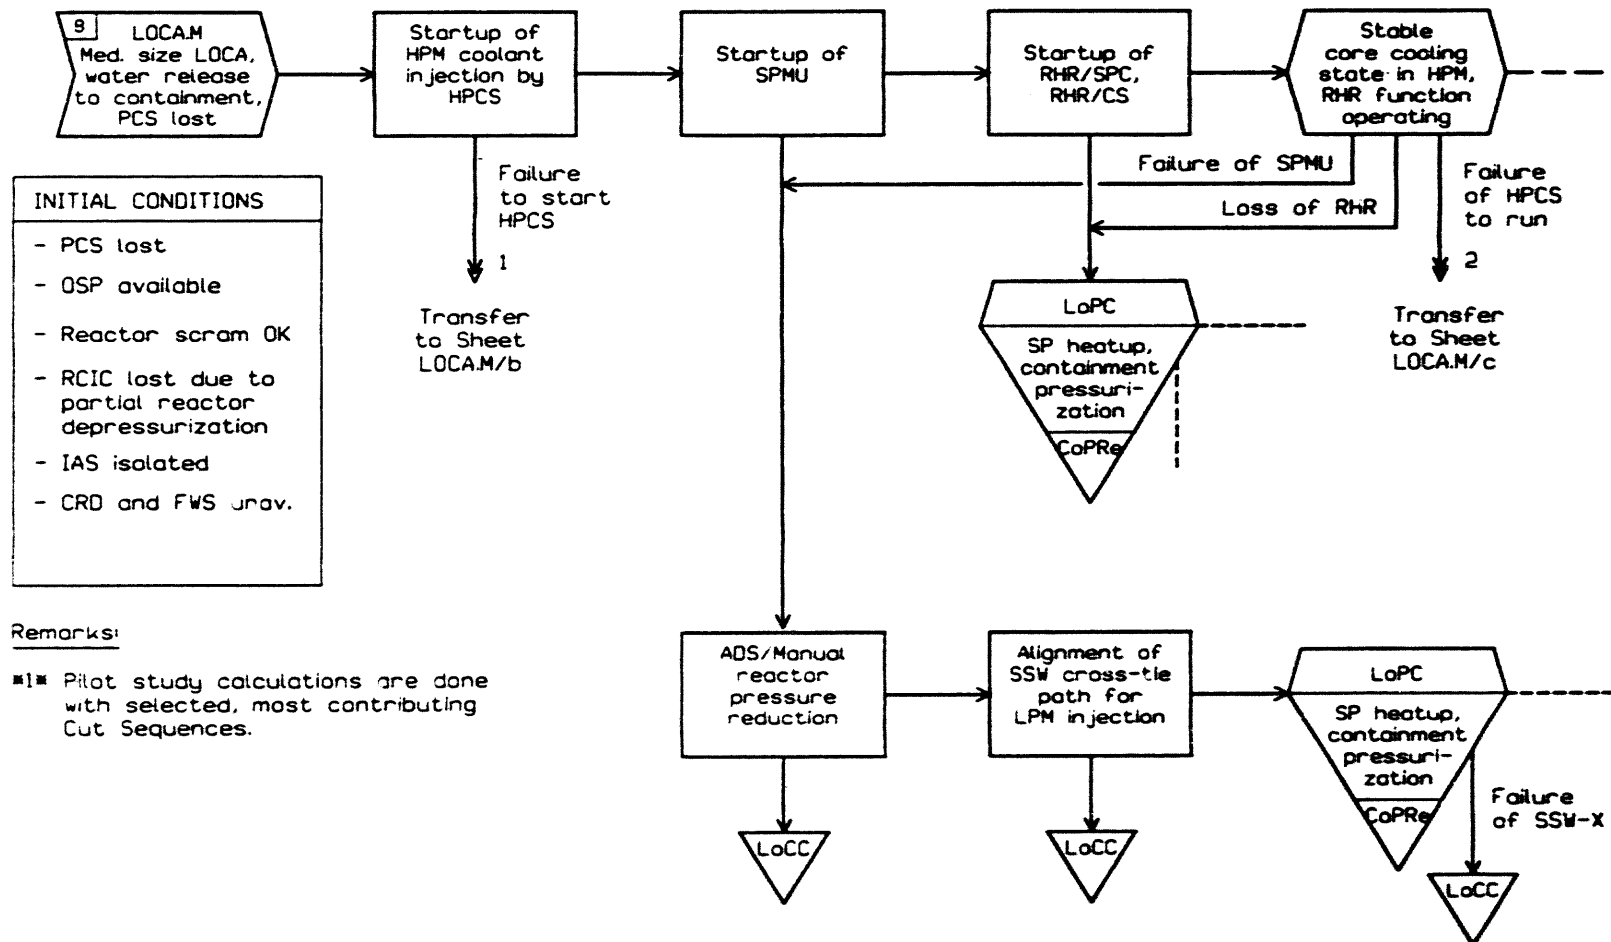 8
LOCA.M
Med. size LOCA,
water release
to containment,
PCS lost
Startup of
HPM coolant
injection by
HPCS
Startup of
SPMU
Startup of
RHR/SPC,
RHR/CS
Stable
core cooling
state in HPM,
RHR function
operating
Failure
to start
HPCS
1
Transfer
to Sheet
LOCA.M/b
Failure of SPMU
Loss of RHR
Failure
of HPCS
to run
2
Transfer
to Sheet
LOCA.M/c
INITIAL CONDITIONS
- PCS lost
- OSP available
- Reactor scram OK
- RCIC lost due to
partial reactor
depressurization
- IAS isolated
- CRD and FWS unav.
LoPC
SP heatup,
containment
pressuri-
zation
CoPRe
Remarks:
*1* Pilot study calculations are done
with selected, most contributing
Cut Sequences.
ADS/Manual
reactor
pressure
reduction
Alignment of
SSW cross-tie
path for
LPM injection
LoPC
SP heatup,
containment
pressuri-
zation
CoPRe
Failure
of SSW-X
LoCC
LoCC
LoCC